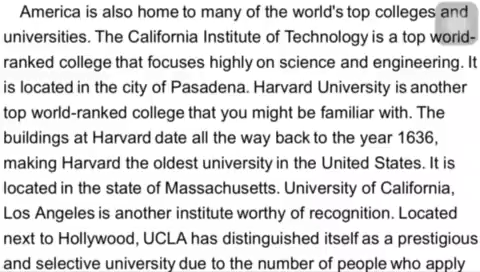 America is also home to many of the world's top colleges and
universities. The California Institute of Technology is a top world-
ranked college that focuses highly on science and engineering. It
is located in the city of Pasadena. Harvard University is another
top world-ranked college that you might be familiar with. The
buildings at Harvard date all the way back to the year 1636,
making Harvard the oldest university in the United States. It is
located in the state of Massachusetts. University of California,
Los Angeles is another institute worthy of recognition. Located
next to Hollywood, UCLA has distinguished itself as a prestigious
and selective university due to the number of people who apply